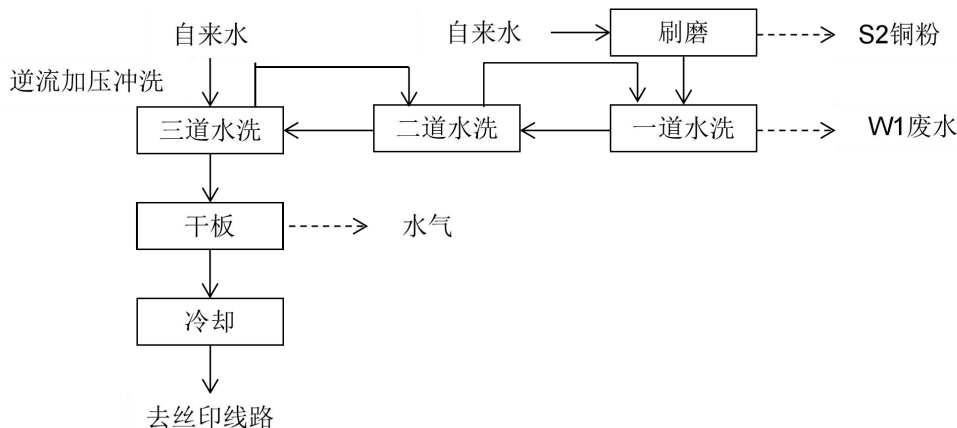 自来水
自来水
刷磨
S2铜粉
逆流加压冲洗
三道水洗
二道水洗
一道水洗
W1废水
干板
水气
冷却
去丝印线路